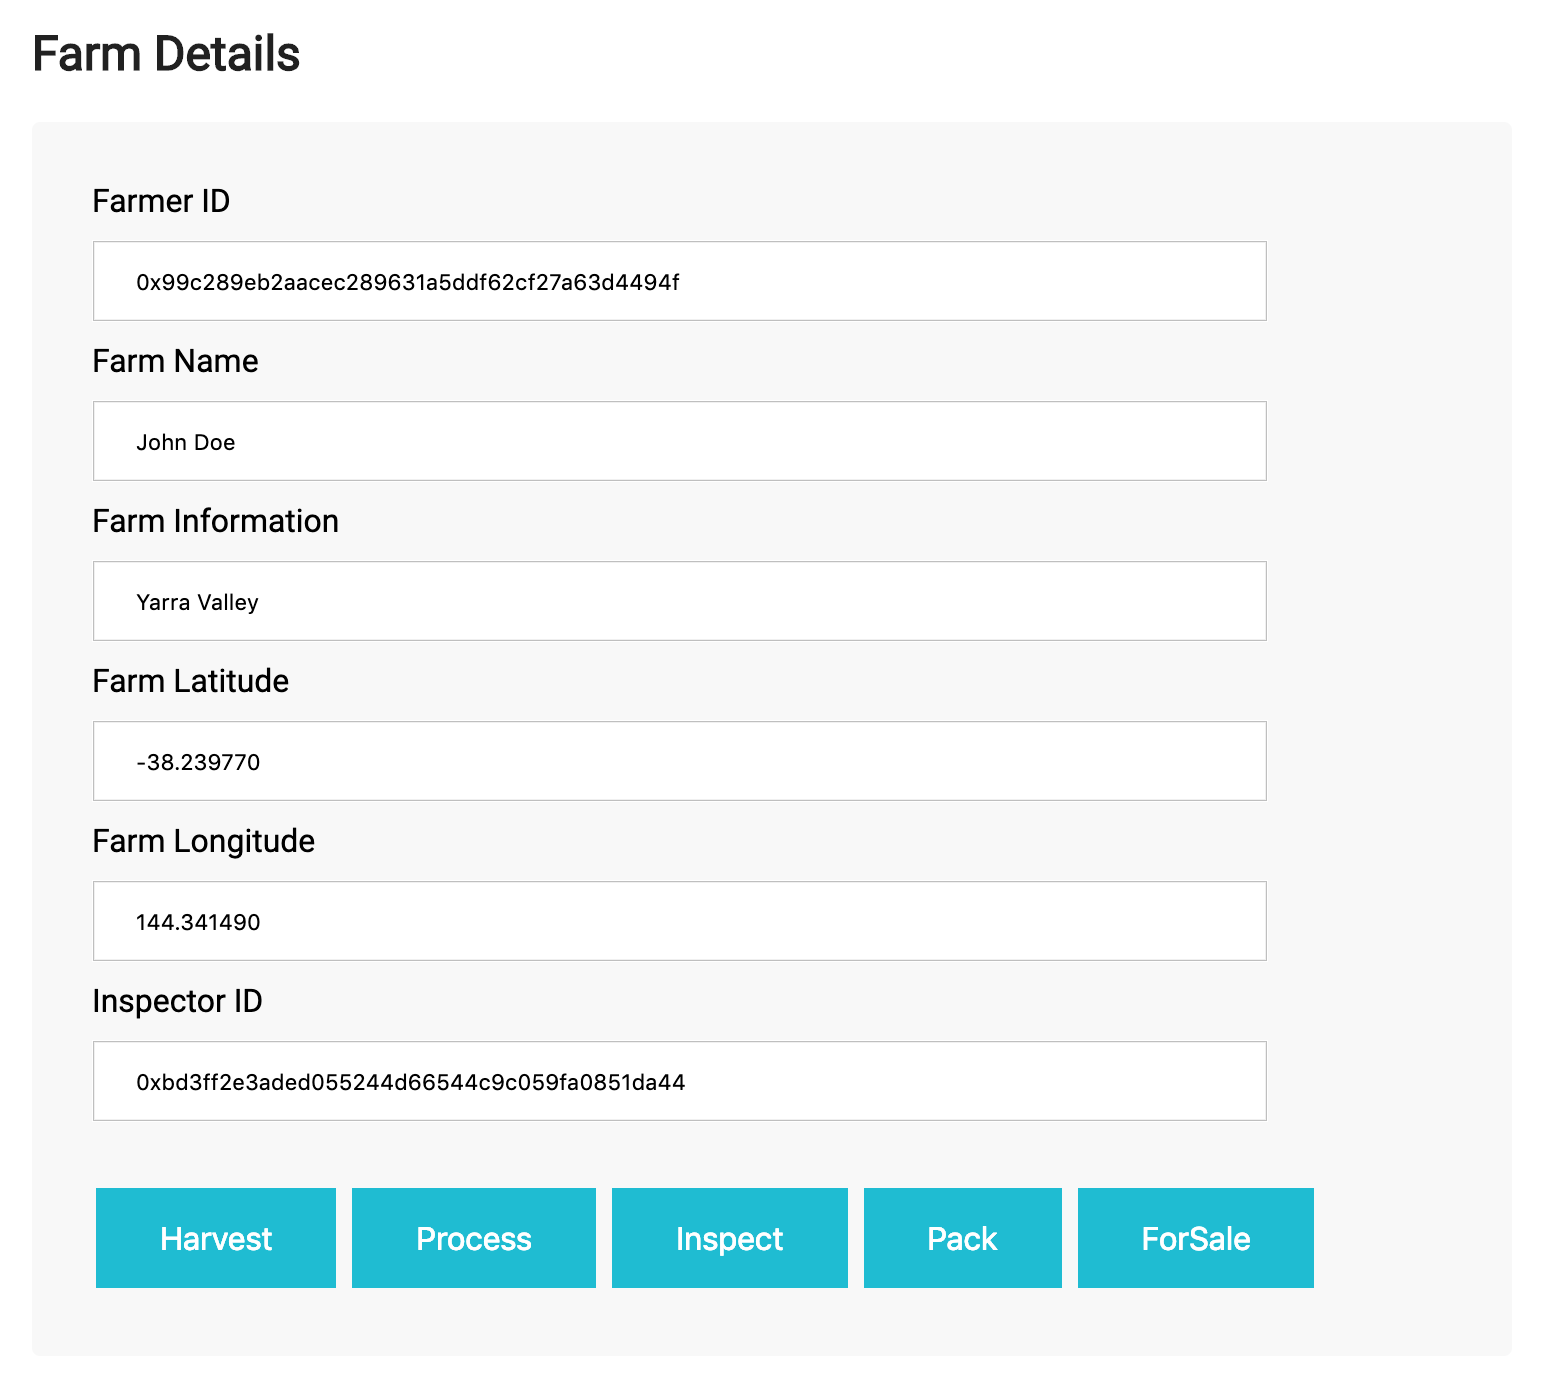 Farm Details
Farmer ID
0x99c289eb2aacec289631a5ddf62cf27a63d4494f
Farm Name
John Doe
Farm Information
Yarra Valley
Farm Latitude
-38.239770
Farm Longitude
144.341490
Inspector ID
0xbd3ff2e3aded055244d66544c9c059fa0851da44
Harvest Process Inspect Pack ForSale